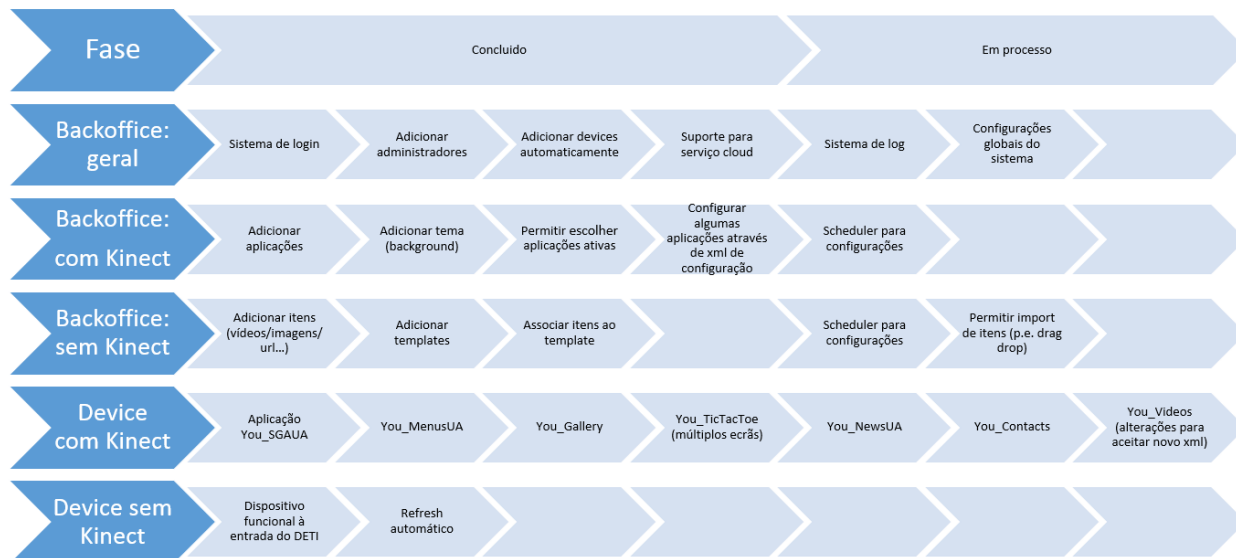 Fase
Concluido
Em processo
Backoffice:
geral
Sistema de login
Adicionar
administradores
Adicionar devices
automaticamente
Suporte para
serviço cloud
Sistema de log
Configurações
globais do
sistema
Backoffice:
com Kinect
Adicionar
aplicações
Adicionar tema
(background)
Permitir escolher
aplicações ativas
Configurar
algumas
aplicações através
de xml de
configuração
Scheduler para
configurações
Backoffice:
sem Kinect
Adicionar itens
(vídeos/imagens/
url...)
Adicionar
templates
Associar itens ao
template
Scheduler para
configurações
Permitir import
de itens (p.e. drag
drop)
Device
com Kinect
Aplicação
You_SGAUA
You_MenusUA
You_Gallery
You_TicTacToe
(múltiplos ecrãs)
You_NewsUA
You_Contacts
You_Videos
(alterações para
aceitar novo xml)
Device sem
Kinect
Dispositivo
funcional à
entrada do DETI
Refresh
automático